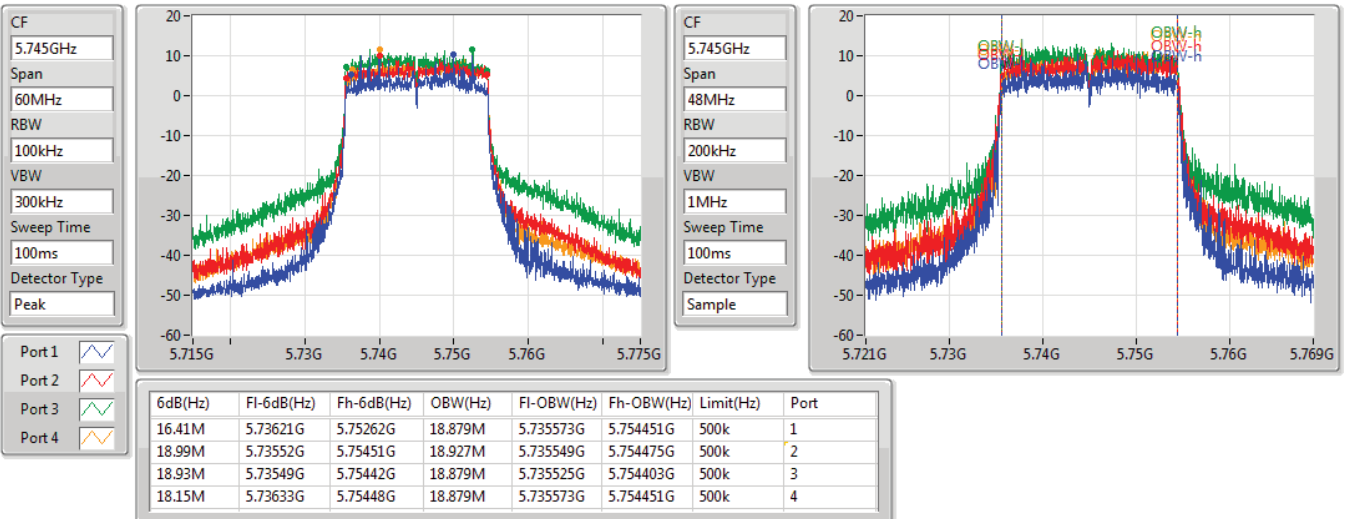 CF
5.745GHz
Span
60MHz
RBW
100kHz
VBW
300kHz
Sweep Time
100ms
Detector Type
Peak
20
10
0
-10
-20
-30
-40
-50
-60
5.715G 5.73G 5.74G 5.75G 5.76G 5.775G
CF
5.745GHz
Span
48MHz
RBW
200kHz
VBW
1MHz
Sweep Time
100ms
Detector Type
Sample
20
10
0
-10
-20
-30
-40
-50
-60
OBW-h
OBW-h
OBW-h
5.721G 5.73G 5.74G 5.75G 5.76G 5.769G
Port 1
Port 2
Port 3
Port 4
6dB(Hz) Fl-6dB(Hz) Fh-6dB(Hz) OBW(Hz) Fl-OBW(Hz) Fh-OBW(Hz) Limit(Hz) Port
16.41M 5.73621G 5.75262G 18.879M 5.735573G 5.754451G 500k 1
18.99M 5.73552G 5.75451G 18.927M 5.735549G 5.754475G 500k 2
18.93M 5.73549G 5.75442G 18.879M 5.735525G 5.754403G 500k 3
18.15M 5.73633G 5.75448G 18.879M 5.735573G 5.754451G 500k 4